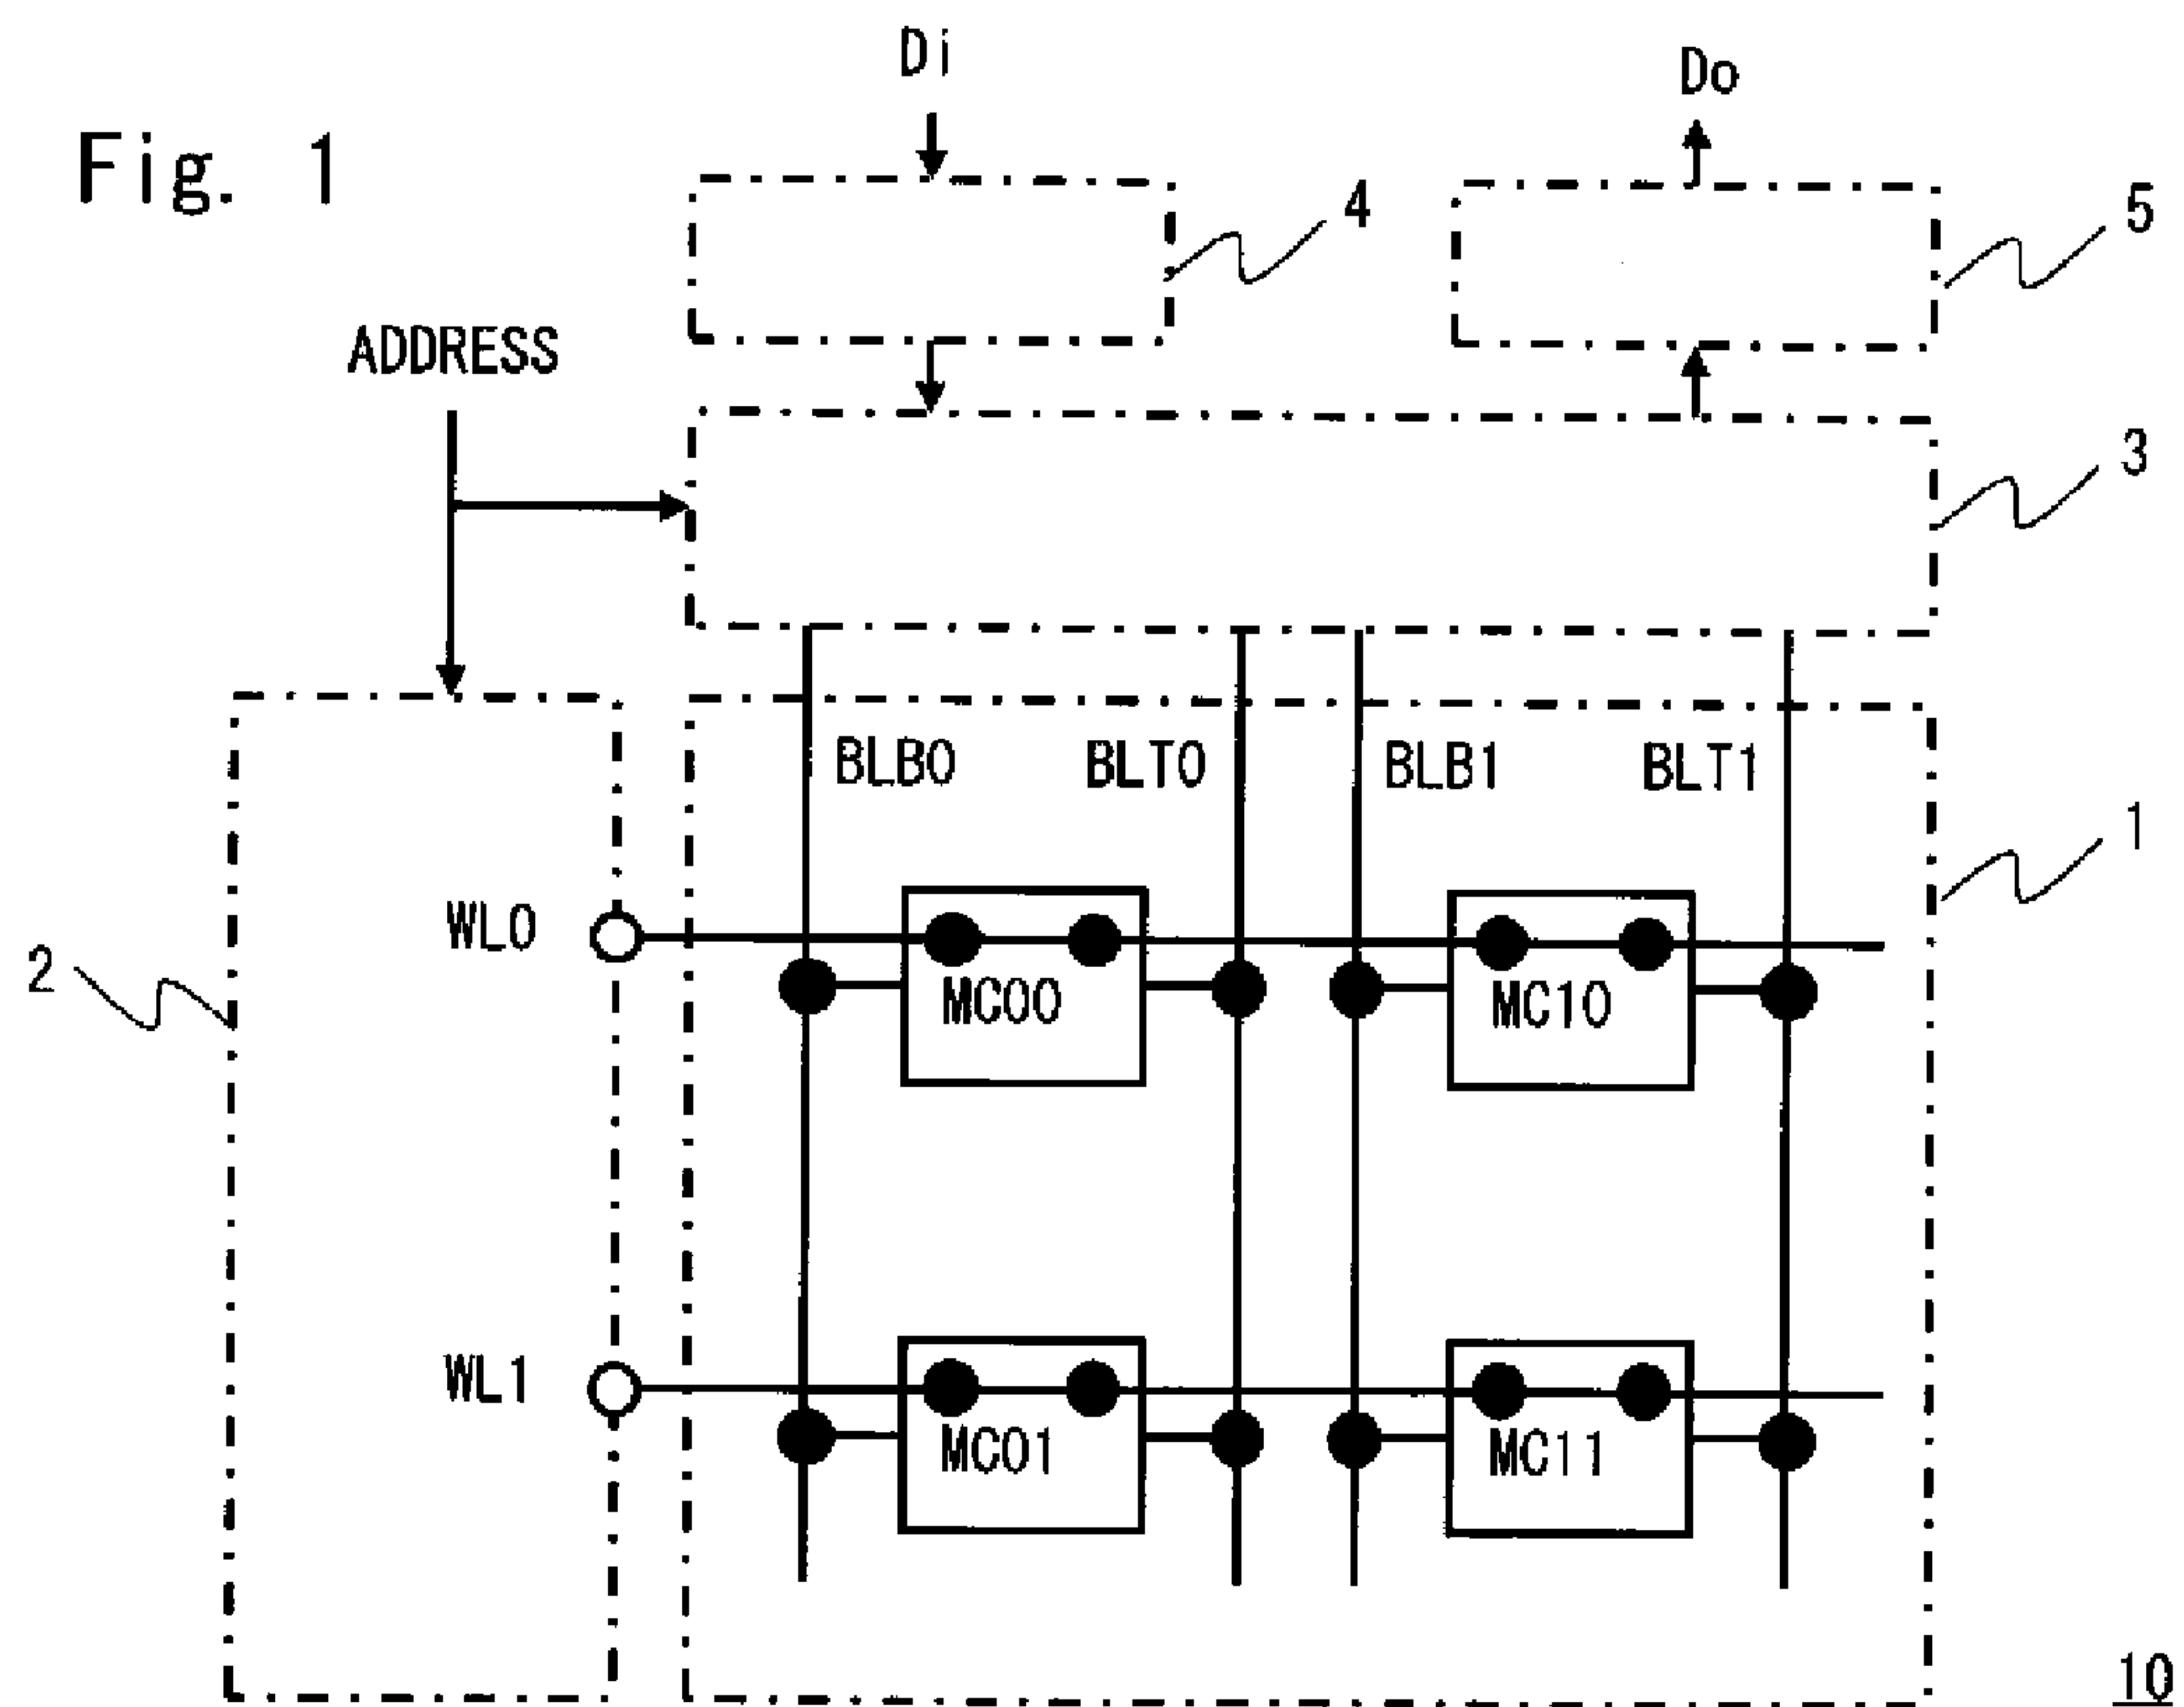 Fig. 1
Di
Do
4
5
ADDRESS
3
BLB0
BLT0
BLB1
BLT1
1
WL0
2
MC00
MC10
WL1
MC01
MC11
10